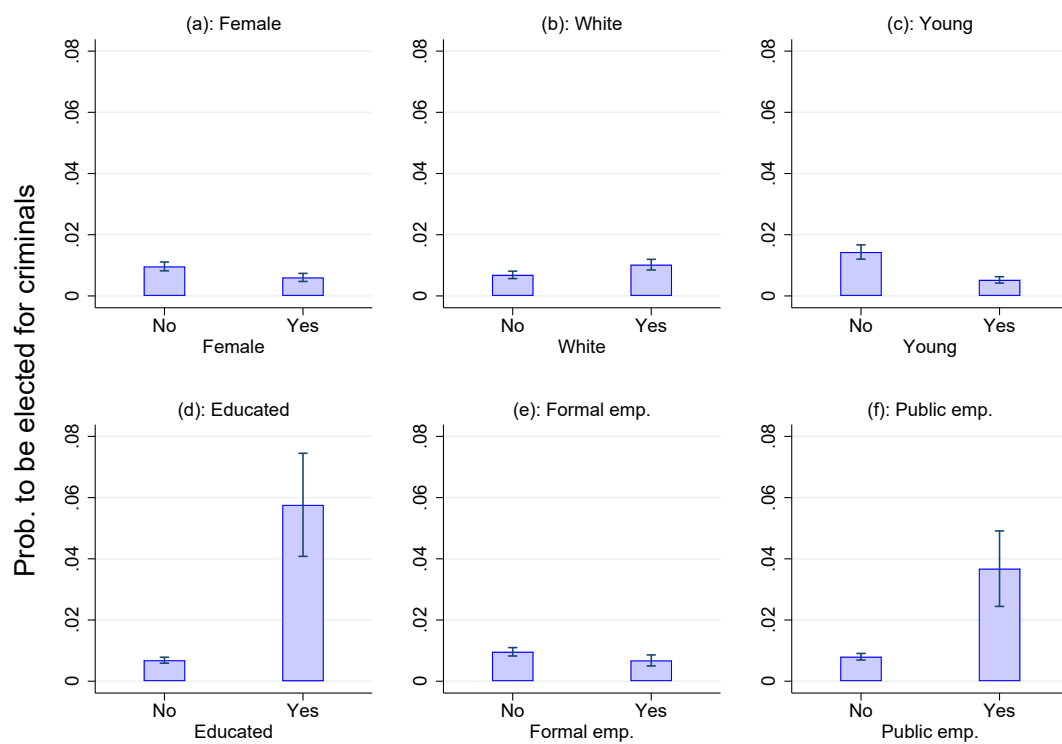 Prob. to be elected for criminals
(a): Female
.08
.06
.04
.02
0
No Yes
Female
(b): White
.08
.06
.04
.02
0
No Yes
White
(c): Young
.08
.06
.04
.02
0
No Yes
Young
(d): Educated
.08
.06
.04
.02
0
No Yes
Educated
(e): Formal emp.
.08
.06
.04
.02
0
No Yes
Formal emp.
(f): Public emp.
.08
.06
.04
.02
0
No Yes
Public emp.